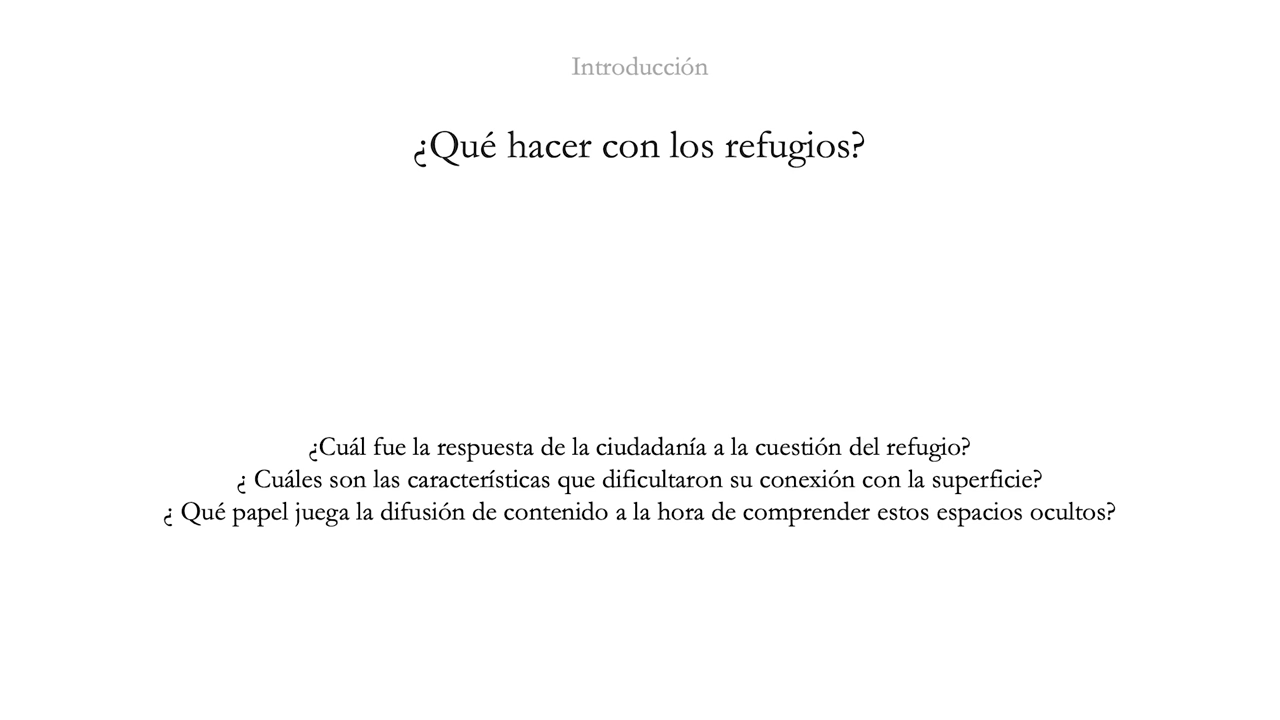 Introducción
¿Qué hacer con los refugios?
¿Cuál fue la respuesta de la ciudadanía a la cuestión del refugio?
¿ Cuáles son las características que dificultaron su conexión con la superficie?
¿ Qué papel juega la difusión de contenido a la hora de comprender estos espacios ocultos?